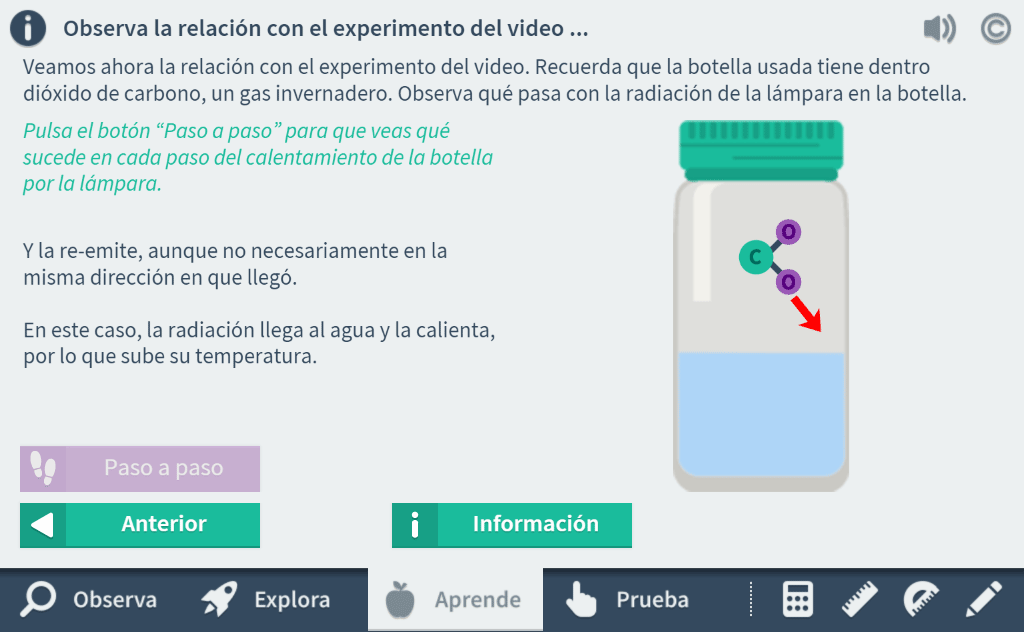 Observa la relación con el experimento del video ...
Veamos ahora la relación con el experimento del video. Recuerda que la botella usada tiene dentro
dióxido de carbono, un gas invernadero. Observa qué pasa con la radiación de la lámpara en la botella.
Pulsa el botón “Paso a paso” para que veas qué
sucede en cada paso del calentamiento de la botella
por la lámpara.
Y la re-emite, aunque no necesariamente en la
misma dirección en que llegó.
En este caso, la radiación llega al agua y la calienta,
por lo que sube su temperatura.
O
C
O
Paso a paso
Anterior
Información
Observa
Explora
Aprende
Prueba